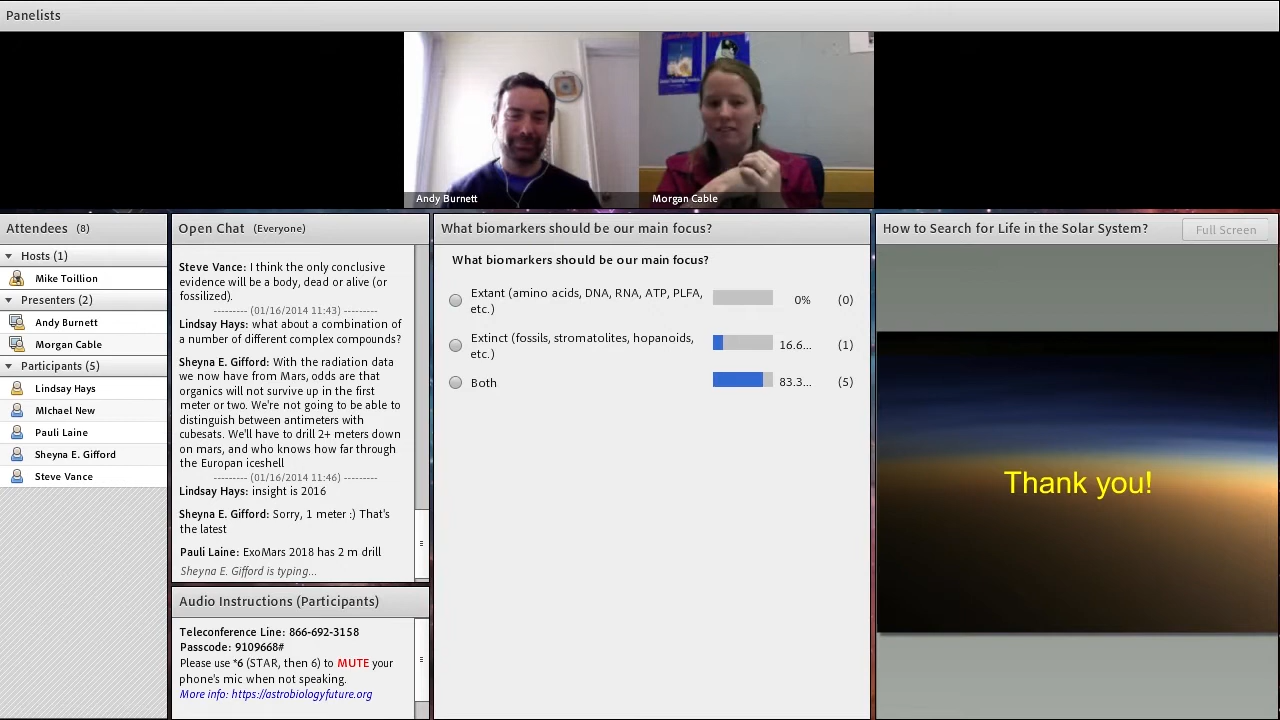 Panelists
Andy Burnett
Morgan Cable
Attendees (8)
Hosts (1)
Mike Toillion
Presenters (2)
Andy Burnett
Morgan Cable
Participants (5)
Lindsay Hays
MIchael New
Pauli Laine
Sheyna E. Gifford
Steve Vance
Open Chat (Everyone)
Steve Vance: I think the only conclusive
evidence will be a body, dead or alive (or
fossilized).
--------- (01/16/2014 11:43) ---------
Lindsay Hays: what about a combination of
a number of different complex compounds?
Sheyna E. Gifford: With the radiation data
we now have from Mars, odds are that
organics will not survive up in the first
meter or two. We're not going to be able to
distinguish between antimeters with
cubesats. We'll have to drill 2+ meters down
on mars, and who knows how far through
the Europan iceshell
--------- (01/16/2014 11:46) ---------
Lindsay Hays: insight is 2016
Sheyna E. Gifford: Sorry, 1 meter :) That's
the latest
Pauli Laine: ExoMars 2018 has 2 m drill
Sheyna E. Gifford is typing...
Audio Instructions (Participants)
Teleconference Line: 866-692-3158
Passcode: 9109668#
Please use *6 (STAR, then 6) to MUTE your
phone's mic when not speaking.
More info: https://astrobiologyfuture.org
What biomarkers should be our main focus?
What biomarkers should be our main focus?
Extant (amino acids, DNA, RNA, ATP, PLFA,
etc.)
0% (0)
Extinct (fossils, stromatolites, hopanoids,
etc.)
16.6... (1)
Both
83.3... (5)
How to Search for Life in the Solar System?
Full Screen
Thank you!